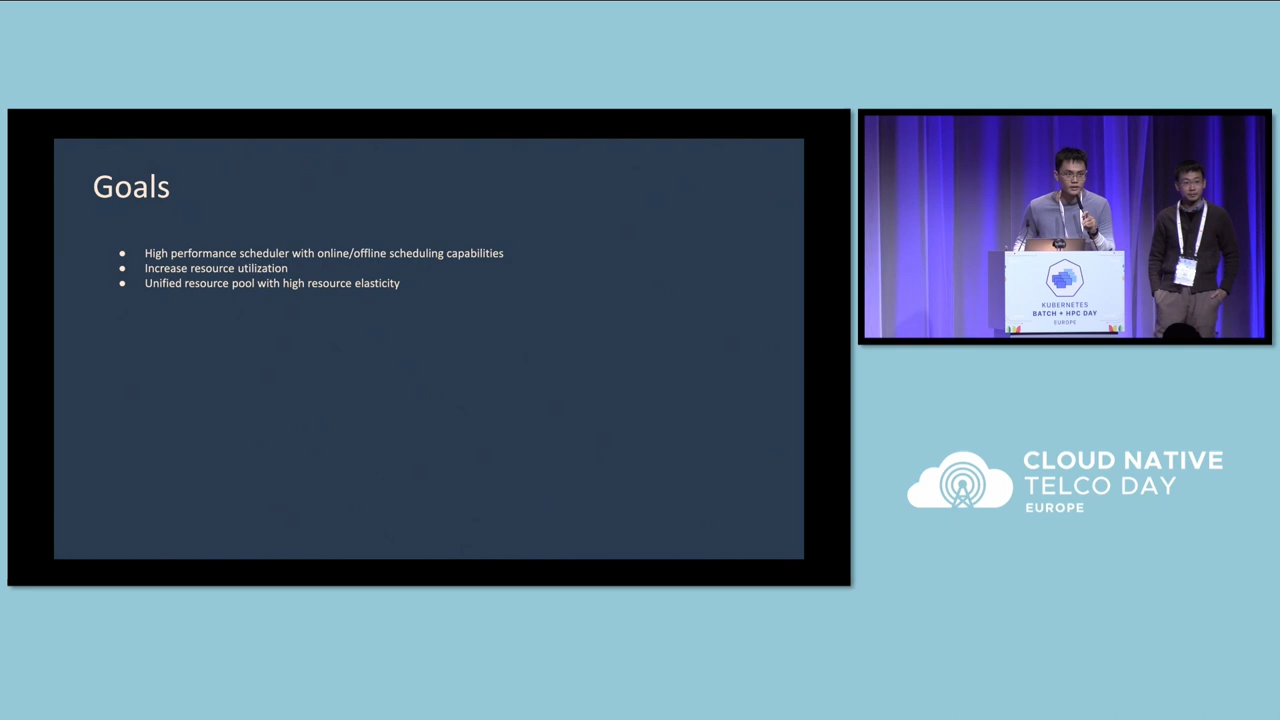 Goals
● High performance scheduler with online/offline scheduling capabilities
● Increase resource utilization
● Unified resource pool with high resource elasticity
KUBERNETES
BATCH + HPC DAY
EUROPE
CLOUD NATIVE
TELCO DAY
EUROPE